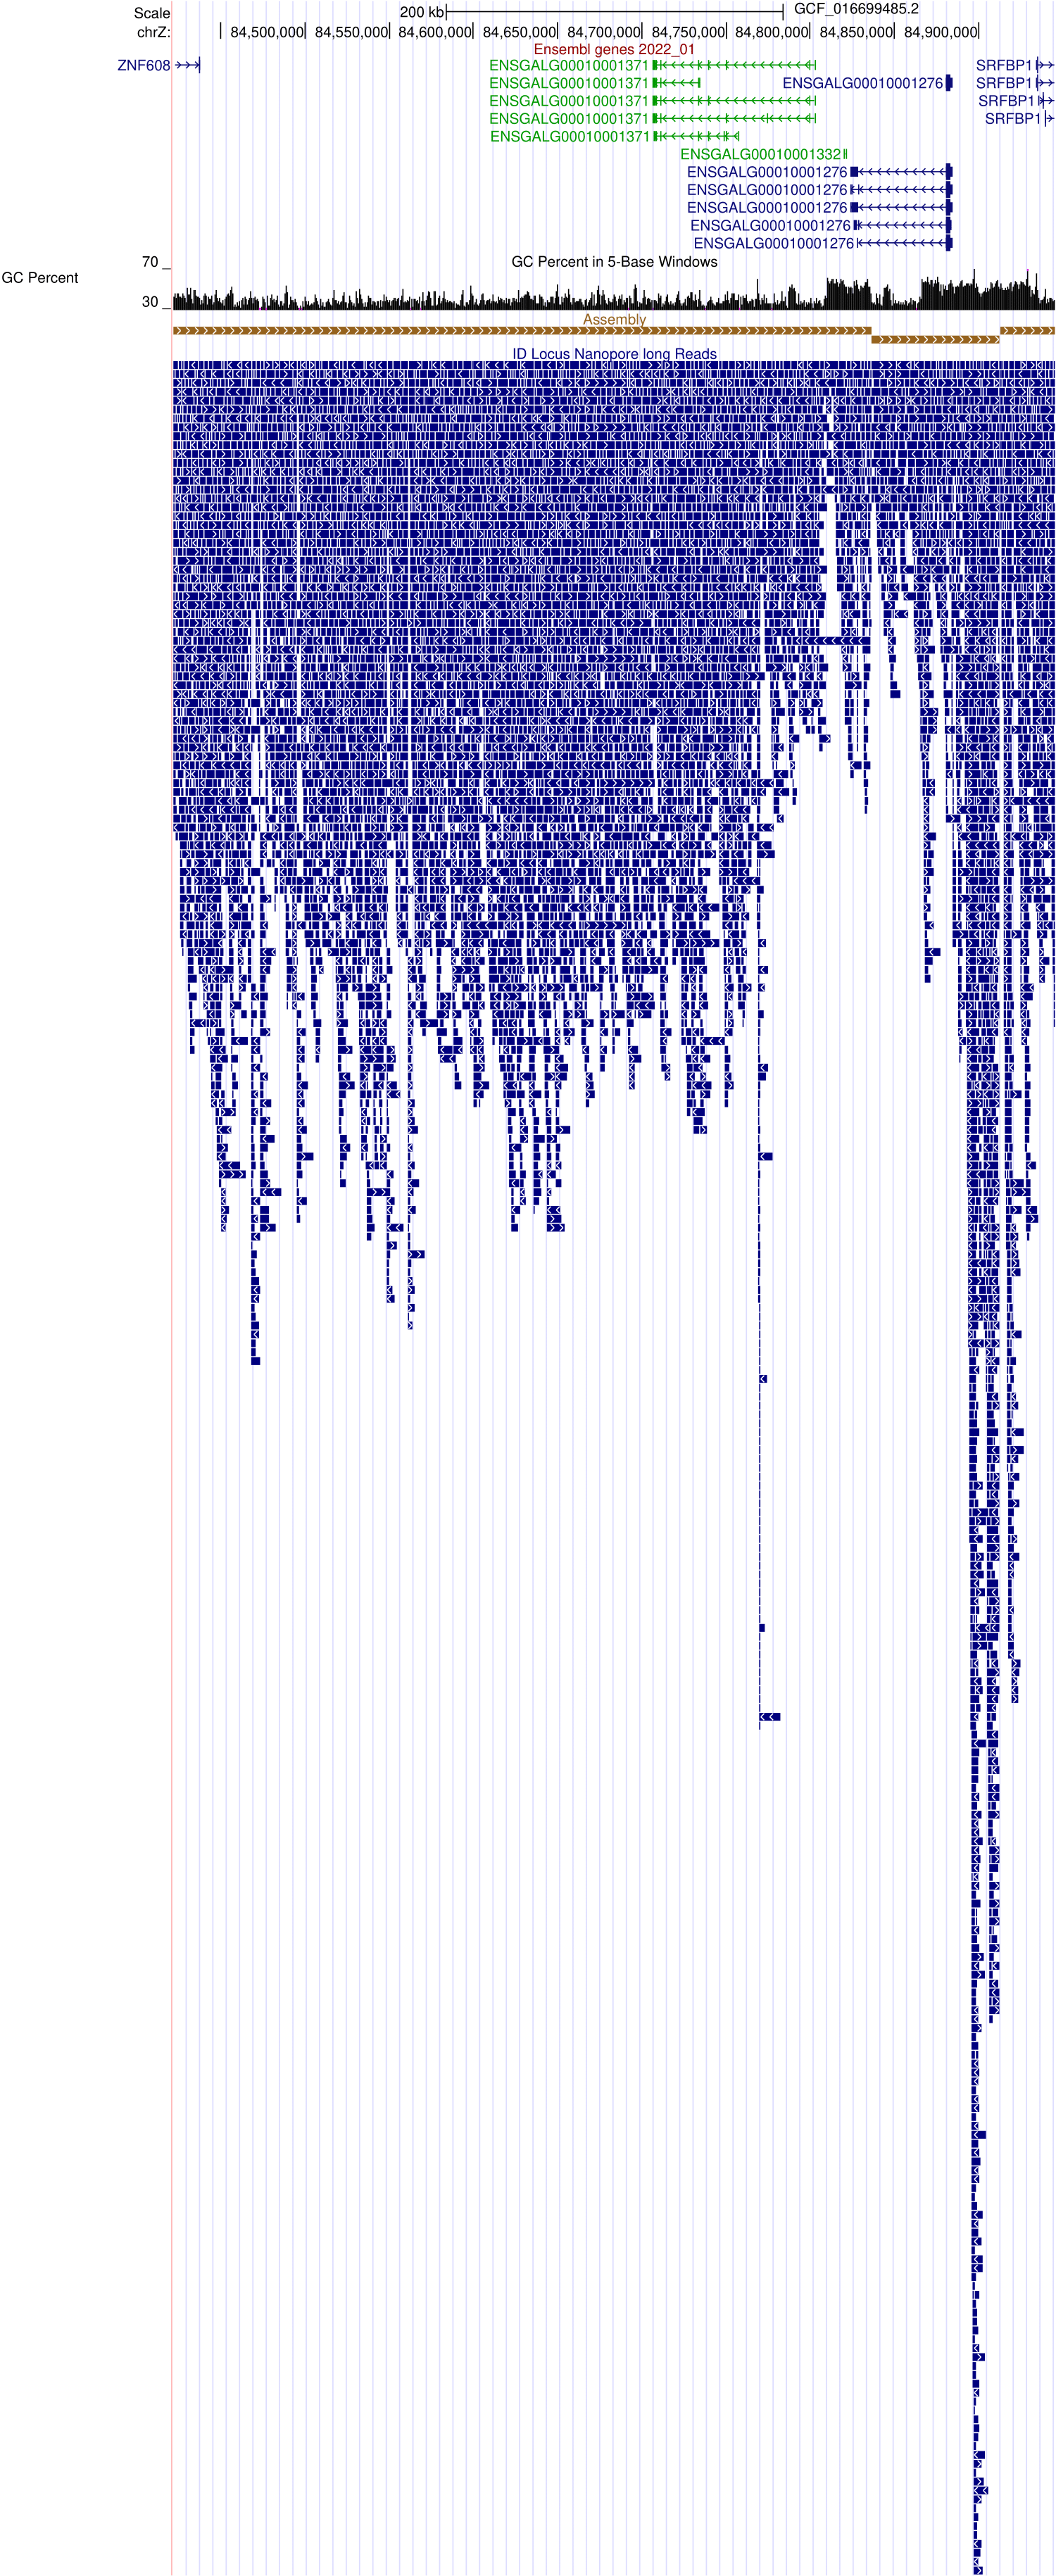 Scale 200 kb GCF_016699485.2
chrZ: 84,500,000 84,550,000 84,600,000 84,650,000 84,700,000 84,750,000 84,800,000 84,850,000 84,900,000
Ensembl genes 2022_01
ZNF608 ENSGALG00010001371 SRFBP1
ENSGALG00010001371 ENSGALG00010001276 SRFBP1
ENSGALG00010001371 SRFBP1
ENSGALG00010001371 SRFBP1
ENSGALG00010001371
ENSGALG00010001332
ENSGALG00010001276
ENSGALG00010001276
ENSGALG00010001276
ENSGALG00010001276
ENSGALG00010001276
70 GC Percent in 5-Base Windows
GC Percent
30
Assembly
ID Locus Nanopore long Reads